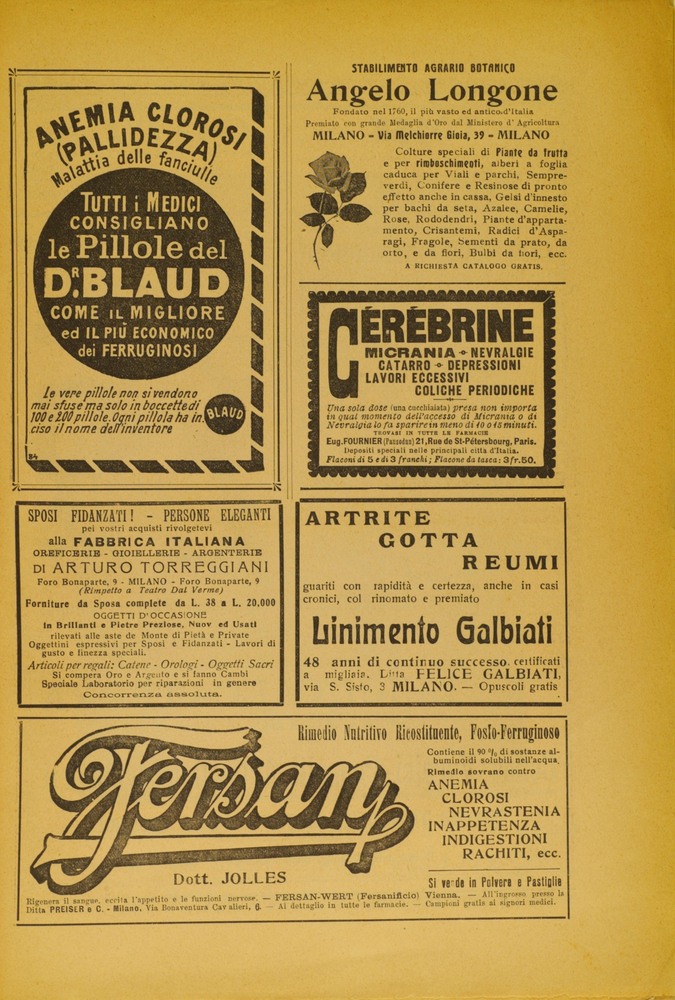 ANEMIA CLOROSI
(PALLIDEZZA)
Malattia delle fanciulle
TUTTI i MEDICI
CONSIGLIANO
le Pillole del
DR. BLAUD
COME IL MIGLIORE
ed IL PIÙ ECONOMICO
dei FERRUGINOSI
Le vere pillole non si vendono
mai sfuse ma solo in boccette di
100 e 200 pillole. Ogni pillola ha in.
ciso il nome dell'inventore
BLAUD
84
STABILIMENTO AGRARIO BOTANICO
Angelo Longone
Fondato nel 1760, il più vasto ed antico d'Italia
Premiato con grande Medaglia d'Oro dal Ministero d' Agricoltura
MILANO - Via Melchiorre Gioia, 39 - MILANO
Colture speciali di Piante da frutta
e per rimboschimenti, alberi a foglia
caduca per Viali e parchi, Sempre-
verdi, Conifere e Resinose di pronto
effetto anche in cassa, Gelsi d'innesto
per bachi da seta, Azalee, Camelie,
Rose, Rododendri, Piante d'apparta-
mento, Crisantemi, Radici d'Aspa-
ragi, Fragole, Sementi da prato, da
orto, e da fiori, Bulbi da fiori, ecc.
A RICHIESTA CATALOGO GRATIS.
CÉRÉBRINE
MICRANIA - NEVRALGIE
CATARRO - DEPRESSIONI
LAVORI ECCESSIVI
COLICHE PERIODICHE
Una sola dose (una cucchiaiata) presa non importa
in qual momento dell'accesso di Micrania o di
Nevralgia lo fa sparire in meno di 10 o 15 minuti.
TROVASI IN TUTTE LE FARMACIE
Eug. FOURNIER (Pausodun) 21, Rue de St-Pétersbourg, Paris.
Depositi speciali nelle principali città d'Italia.
Flaconi di 5 e di 3 franchi; Flacone da tasca: 3 fr. 50.
SPOSI FIDANZATI! - PERSONE ELEGANTI
pei vostri acquisti rivolgetevi
alla FABBRICA ITALIANA
OREFICERIE - GIOIELLERIE - ARGENTERIE
DI ARTURO TORREGGIANI
Foro Bonaparte, 9 - MILANO - Foro Bonaparte, 9
(Rimpetto a Teatro Dal Verme)
Forniture da Sposa complete da L. 38 a L. 20,000
OGGETTI D'OCCASIONE
in Brillanti e Pietre Preziose, Nuov ed Usati
rilevati alle aste de Monte di Pietà e Private
Oggettini espressivi per Sposi e Fidanzati - Lavori di
gusto e finezza speciali.
Articoli per regali: Catene - Orologi - Oggetti Sacri
Si compera Oro e Argento e si fanno Cambi
Speciale Laboratorio per riparazioni in genere
Concorrenza assoluta.
ARTRITE
GOTTA
REUMI
guariti con rapidità e certezza, anche in casi
cronici, col rinomato e premiato
Linimento Galbiati
48 anni di continuo successo, certificati
a migliaia. Ditta FELICE GALBIATI,
via S. Sisto, 3 MILANO. — Opuscoli gratis
Rimedio Nutritivo Ricostituente, Fosfo-Ferruginoso
Fersan
Contiene il 90 % di sostanze al-
buminoidi solubili nell'acqua.
Rimedio sovrano contro
ANEMIA
CLOROSI
NEVRASTENIA
INAPPETENZA
INDIGESTIONI
RACHITI, ecc.
Dott. JOLLES
Si vende in Polvere e Pastiglie
Rigenera il sangue, eccita l'appetito e le funzioni nervose. — FERSAN-WERT (Fersanificio) Vienna. — All'ingrosso presso la
Ditta PREISER e C. - Milano, Via Bonaventura Cavalieri, 6. — Al dettaglio in tutte le farmacie. — Campioni gratis ai signori medici.